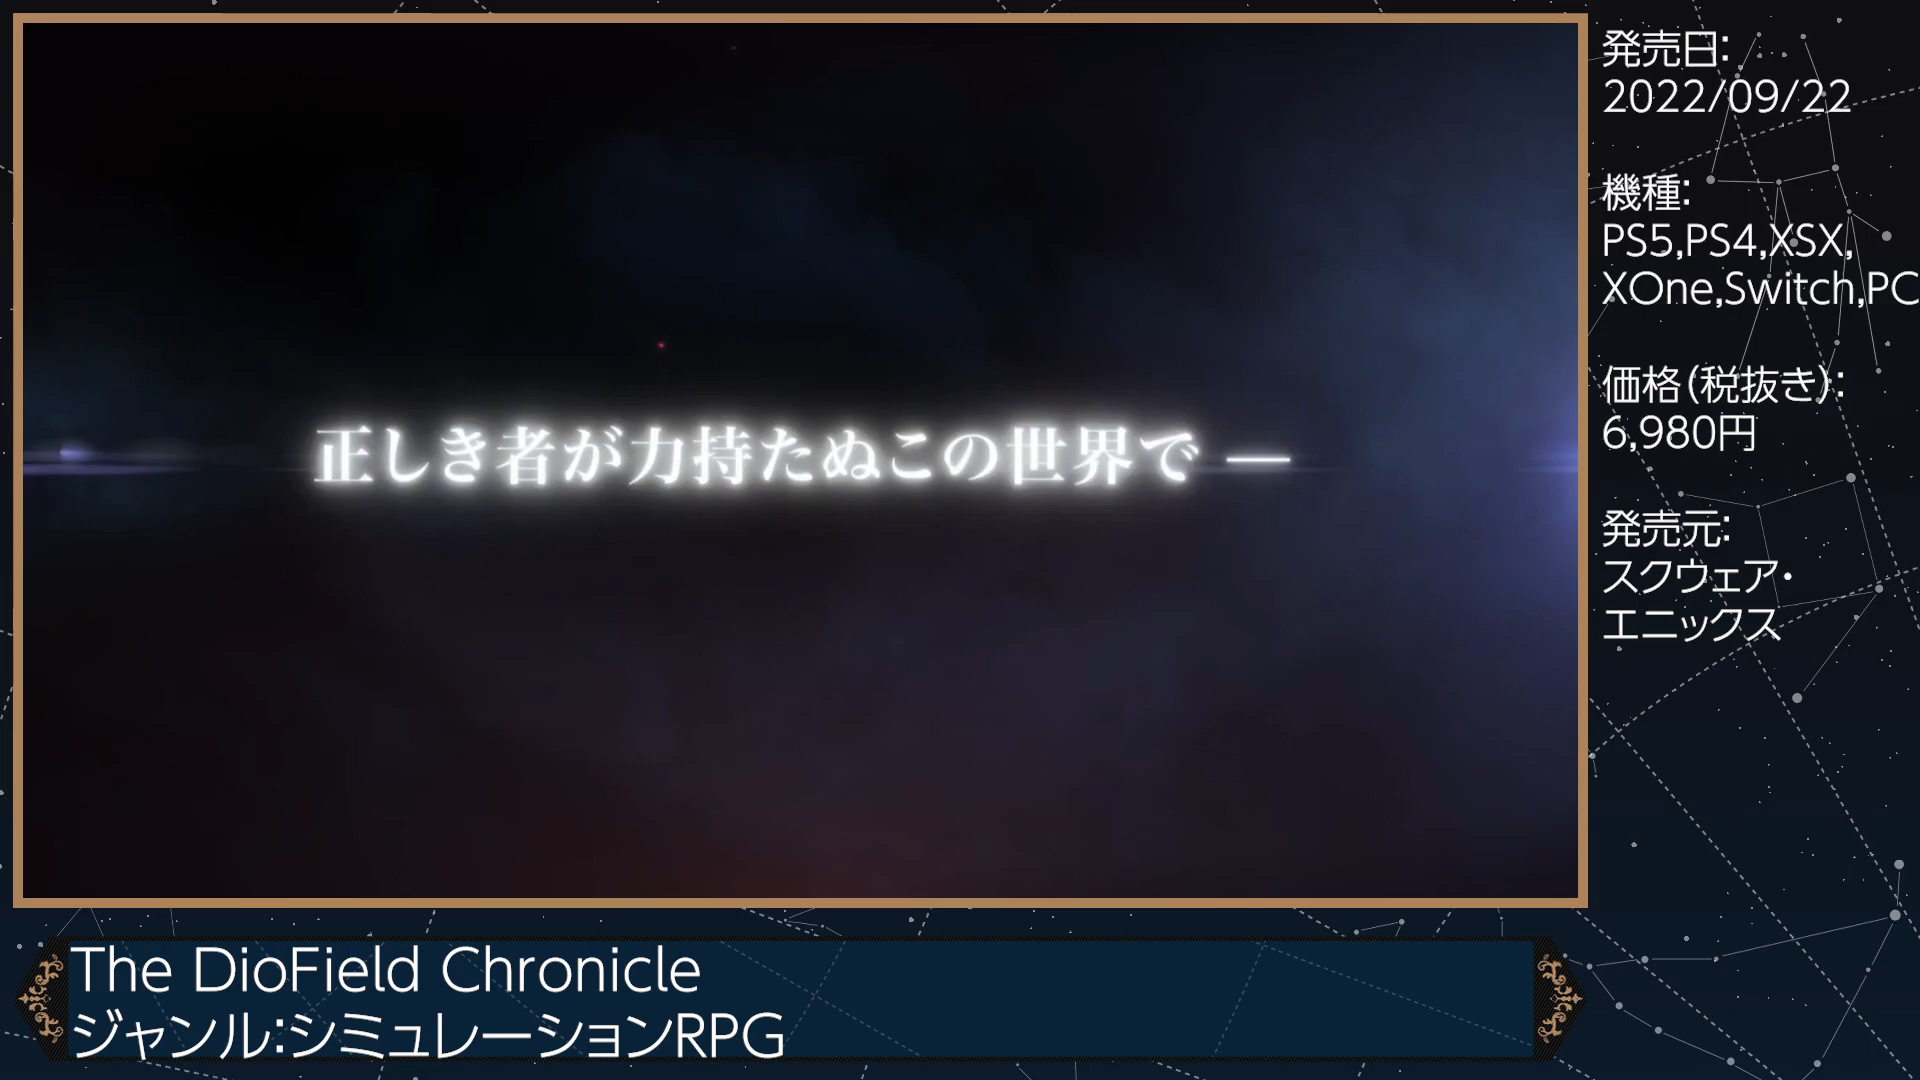 正しき者が力持たぬこの世界で ―
発売日:
2022/09/22
機種:
PS5,PS4,XSX,
XOne,Switch,PC
価格(税抜き):
6,980円
発売元:
スクウェア・
エニックス
The DioField Chronicle
ジャンル:シミュレーションRPG